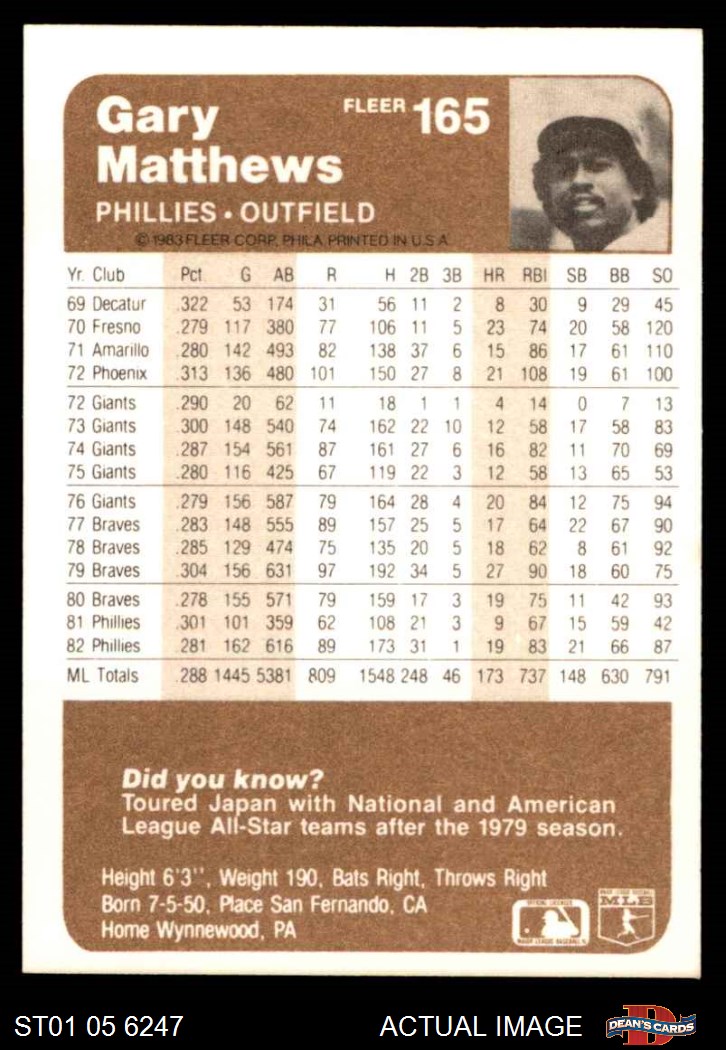 Gary
Matthews
FLEER 165
PHILLIES • OUTFIELD
© 1983 FLEER CORP., PHILA. PRINTED IN U.S.A.
Yr. Club Pct G AB R H 2B 3B HR RBI SB BB SO
69 Decatur .322 53 174 31 56 11 2 8 30 9 29 45
70 Fresno .279 117 380 77 106 11 5 23 74 20 58 120
71 Amarillo .280 142 493 82 138 37 6 15 86 17 61 110
72 Phoenix .313 136 480 101 150 27 8 21 108 19 61 100
72 Giants .290 20 62 11 18 1 1 4 14 0 7 13
73 Giants .300 148 540 74 162 22 10 12 58 17 58 83
74 Giants .287 154 561 87 161 27 6 16 82 11 70 69
75 Giants .280 116 425 67 119 22 3 12 58 13 65 53
76 Giants .279 156 587 79 164 28 4 20 84 12 75 94
77 Braves .283 148 555 89 157 25 5 17 64 22 67 90
78 Braves .285 129 474 75 135 20 5 18 62 8 61 92
79 Braves .304 156 631 97 192 34 5 27 90 18 60 75
80 Braves .278 155 571 79 159 17 3 19 75 11 42 93
81 Phillies .301 101 359 62 108 21 3 9 67 15 59 42
82 Phillies .281 162 616 89 173 31 1 19 83 21 66 87
ML Totals .288 1445 5381 809 1548 248 46 173 737 148 630 791
Did you know?
Toured Japan with National and American
League All-Star teams after the 1979 season.
Height 6'3'', Weight 190, Bats Right, Throws Right
Born 7-5-50, Place San Fernando, CA
Home Wynnewood, PA
OFFICIAL LICENSEE
MAJOR LEAGUE BASEBALL
MLB
ST01 05 6247
ACTUAL IMAGE
D
DEAN'S CARDS